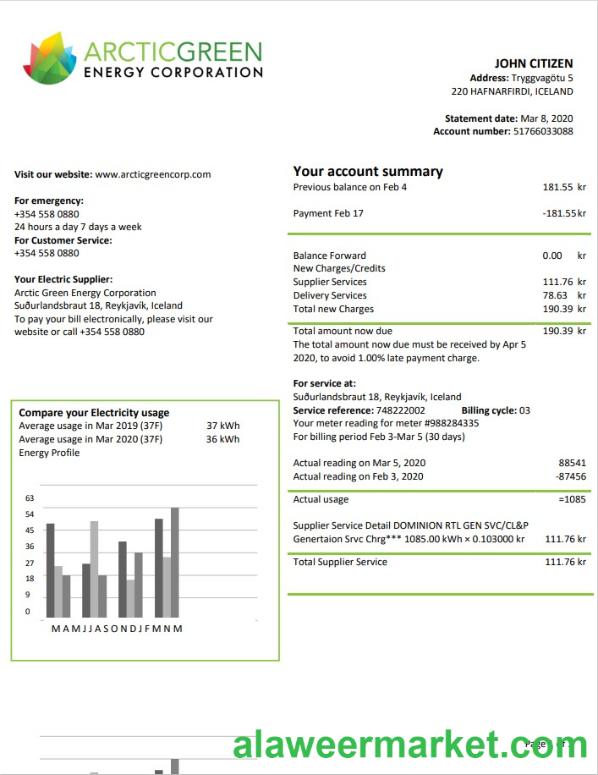 ARCTICGREEN
ENERGY CORPORATION
JOHN CITIZEN
Address: Tryggvagötu 5
220 HAFNARFIRDI, ICELAND
Statement date: Mar 8, 2020
Account number: 51766033088
Visit our website: www.arcticgreencorp.com
For emergency:
+354 558 0880
24 hours a day 7 days a week
For Customer Service:
+354 558 0880
Your Electric Supplier:
Arctic Green Energy Corporation
Suðurlandsbraut 18, Reykjavík, Iceland
To pay your bill electronically, please visit our
website or call +354 558 0880
Your account summary
Previous balance on Feb 4 181.55 kr
Payment Feb 17 -181.55 kr
Balance Forward 0.00 kr
New Charges/Credits
Supplier Services 111.76 kr
Delivery Services 78.63 kr
Total new Charges 190.39 kr
Total amount now due 190.39 kr
The total amount now due must be received by Apr 5
2020, to avoid 1.00% late payment charge.
For service at:
Suðurlandsbraut 18, Reykjavík, Iceland
Service reference: 748222002 Billing cycle: 03
Your meter reading for meter #988284335
For billing period Feb 3-Mar 5 (30 days)
Actual reading on Mar 5, 2020 88541
Actual reading on Feb 3, 2020 -87456
Actual usage =1085
Supplier Service Detail DOMINION RTL GEN SVC/CL&P
Genertaion Srvc Chrg*** 1085.00 kWh × 0.103000 kr 111.76 kr
Total Supplier Service 111.76 kr
Compare your Electricity usage
Average usage in Mar 2019 (37F) 37 kWh
Average usage in Mar 2020 (37F) 36 kWh
Energy Profile
63
54
45
36
27
18
9
0
M A M J J A S O N D J F M N M
alaweermarket.com